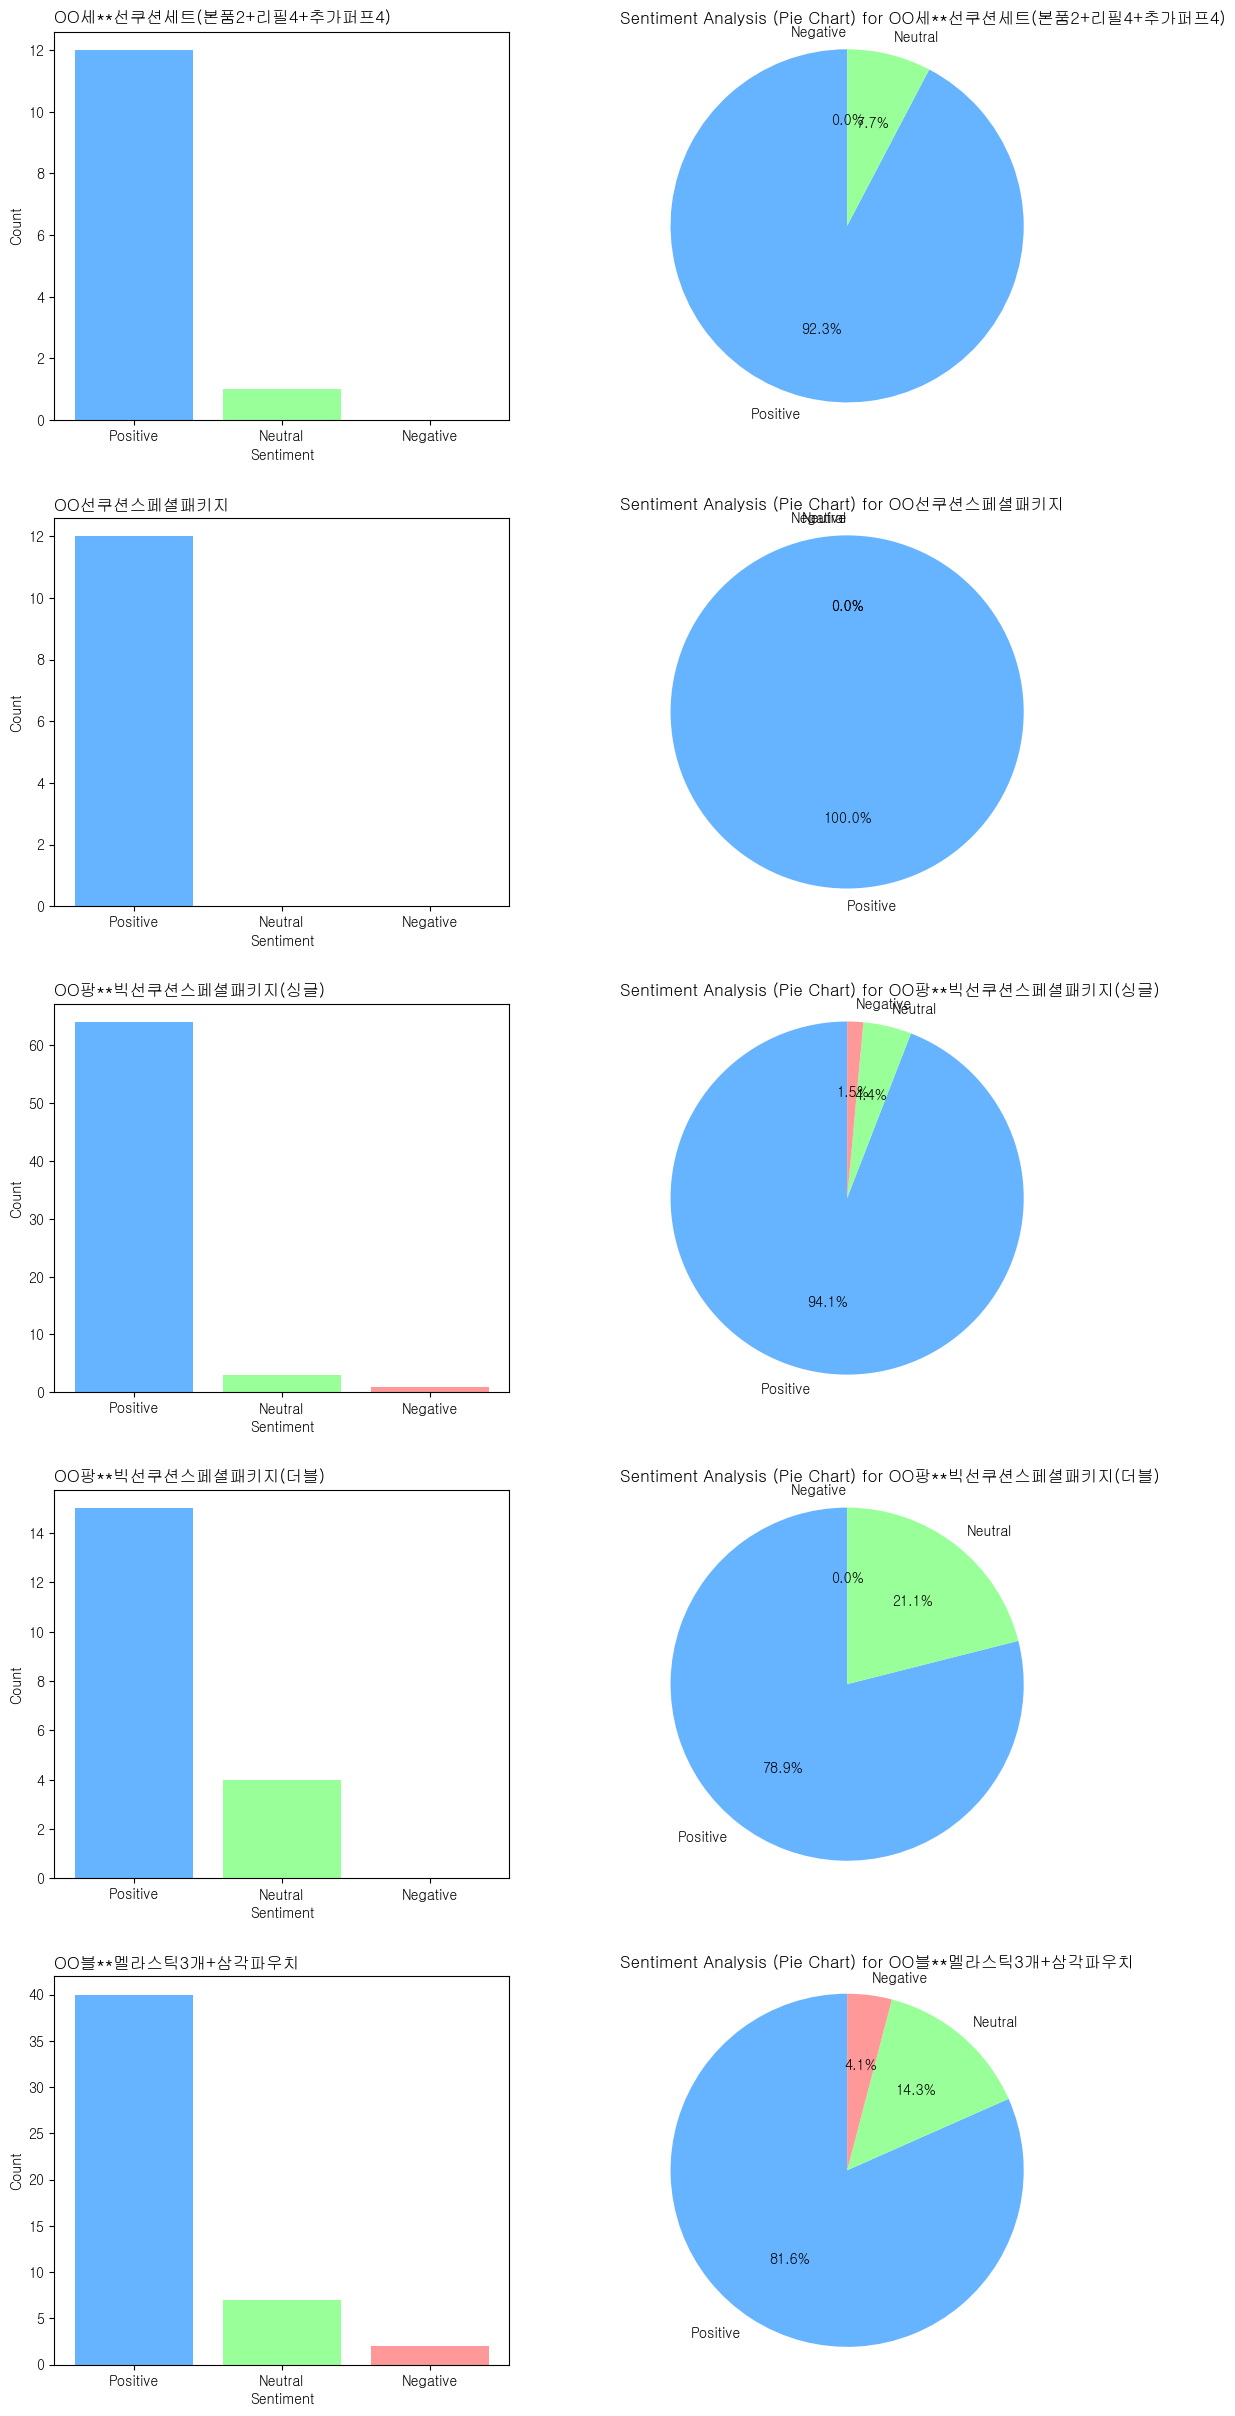 OO세**선쿠션세트(본품2+리필4+추가퍼프4)
12
10
8
6
4
2
0
Count
Positive
Neutral
Negative
Sentiment
Sentiment Analysis (Pie Chart) for OO세**선쿠션세트(본품2+리필4+추가퍼프4)
Negative
Neutral
0.0%
7.7%
92.3%
Positive
OO선쿠션스페셜패키지
12
10
8
6
4
2
0
Count
Positive
Neutral
Negative
Sentiment
Sentiment Analysis (Pie Chart) for OO선쿠션스페셜패키지
Negative
Neutral
0.0%
0.0%
100.0%
Positive
OO팡**빅선쿠션스페셜패키지(싱글)
60
50
40
30
20
10
0
Count
Positive
Neutral
Negative
Sentiment
Sentiment Analysis (Pie Chart) for OO팡**빅선쿠션스페셜패키지(싱글)
Negative
Neutral
1.5%
4.4%
94.1%
Positive
OO팡**빅선쿠션스페셜패키지(더블)
14
12
10
8
6
4
2
0
Count
Positive
Neutral
Negative
Sentiment
Sentiment Analysis (Pie Chart) for OO팡**빅선쿠션스페셜패키지(더블)
Negative
Neutral
0.0%
21.1%
78.9%
Positive
OO블**멜라스틱3개+삼각파우치
40
35
30
25
20
15
10
5
0
Count
Positive
Neutral
Negative
Sentiment
Sentiment Analysis (Pie Chart) for OO블**멜라스틱3개+삼각파우치
Negative
Neutral
4.1%
14.3%
81.6%
Positive